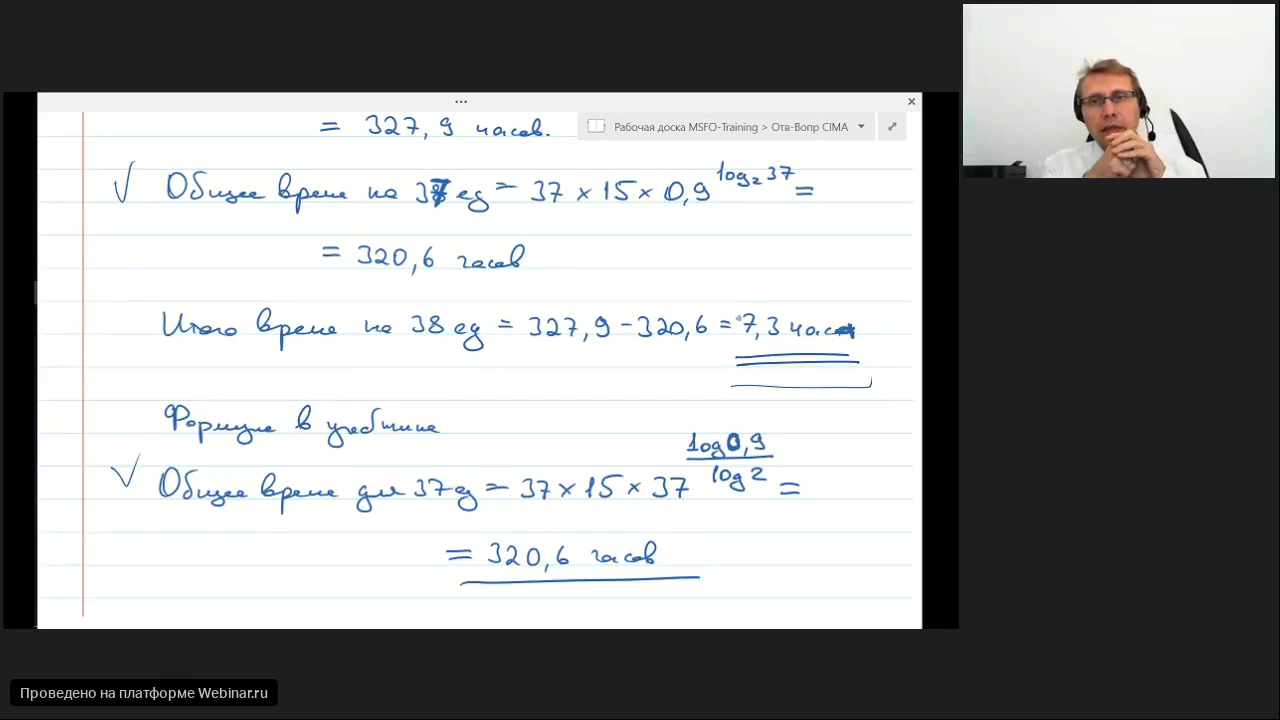 ...
×
= 327,9 часов.
Рабочая доска MSFO-Training > Отв-Вопр CIMA
√ Общее время на 37 ед = 37 × 15 × 0,9^log₂37 =
= 320,6 часов
Итого время на 38 ед = 327,9 – 320,6 = 7,3 часа
Формула в учебнике
√ Общее время для 37 ед = 37 × 15 × 37^(log 0,9 / log 2) =
= 320,6 часов
Проведено на платформе Webinar.ru